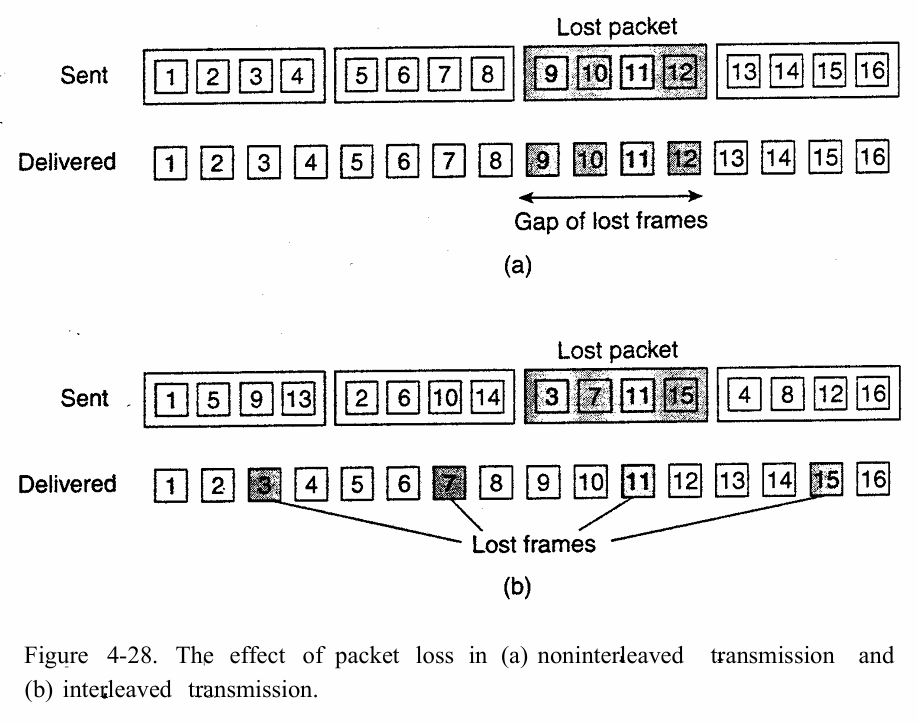 Lost packet
Sent 1 2 3 4 5 6 7 8 9 10 11 12 13 14 15 16
Delivered 1 2 3 4 5 6 7 8 9 10 11 12 13 14 15 16
Gap of lost frames
(a)
Lost packet
Sent 1 5 9 13 2 6 10 14 3 7 11 15 4 8 12 16
Delivered 1 2 3 4 5 6 7 8 9 10 11 12 13 14 15 16
Lost frames
(b)
Figure 4-28. The effect of packet loss in (a) noninterleaved transmission and
(b) interleaved transmission.